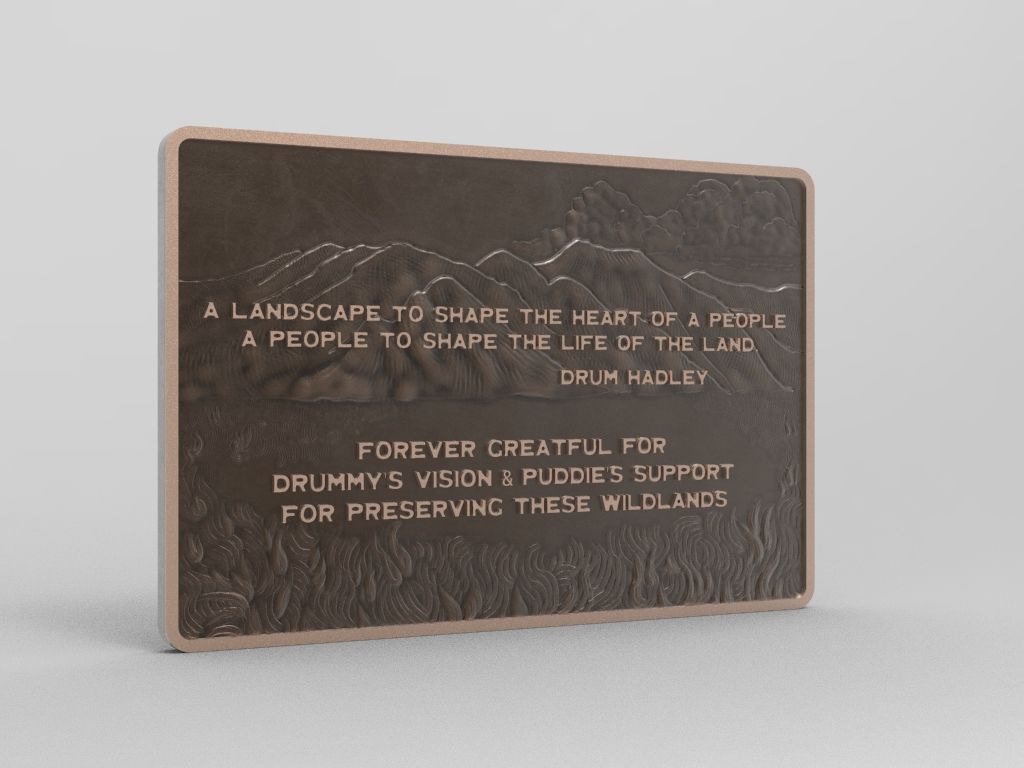 A LANDSCAPE TO SHAPE THE HEART OF A PEOPLE
A PEOPLE TO SHAPE THE LIFE OF THE LAND.
DRUM HADLEY
FOREVER GREATFUL FOR
DRUMMY'S VISION & PUDDIE'S SUPPORT
FOR PRESERVING THESE WILDLANDS